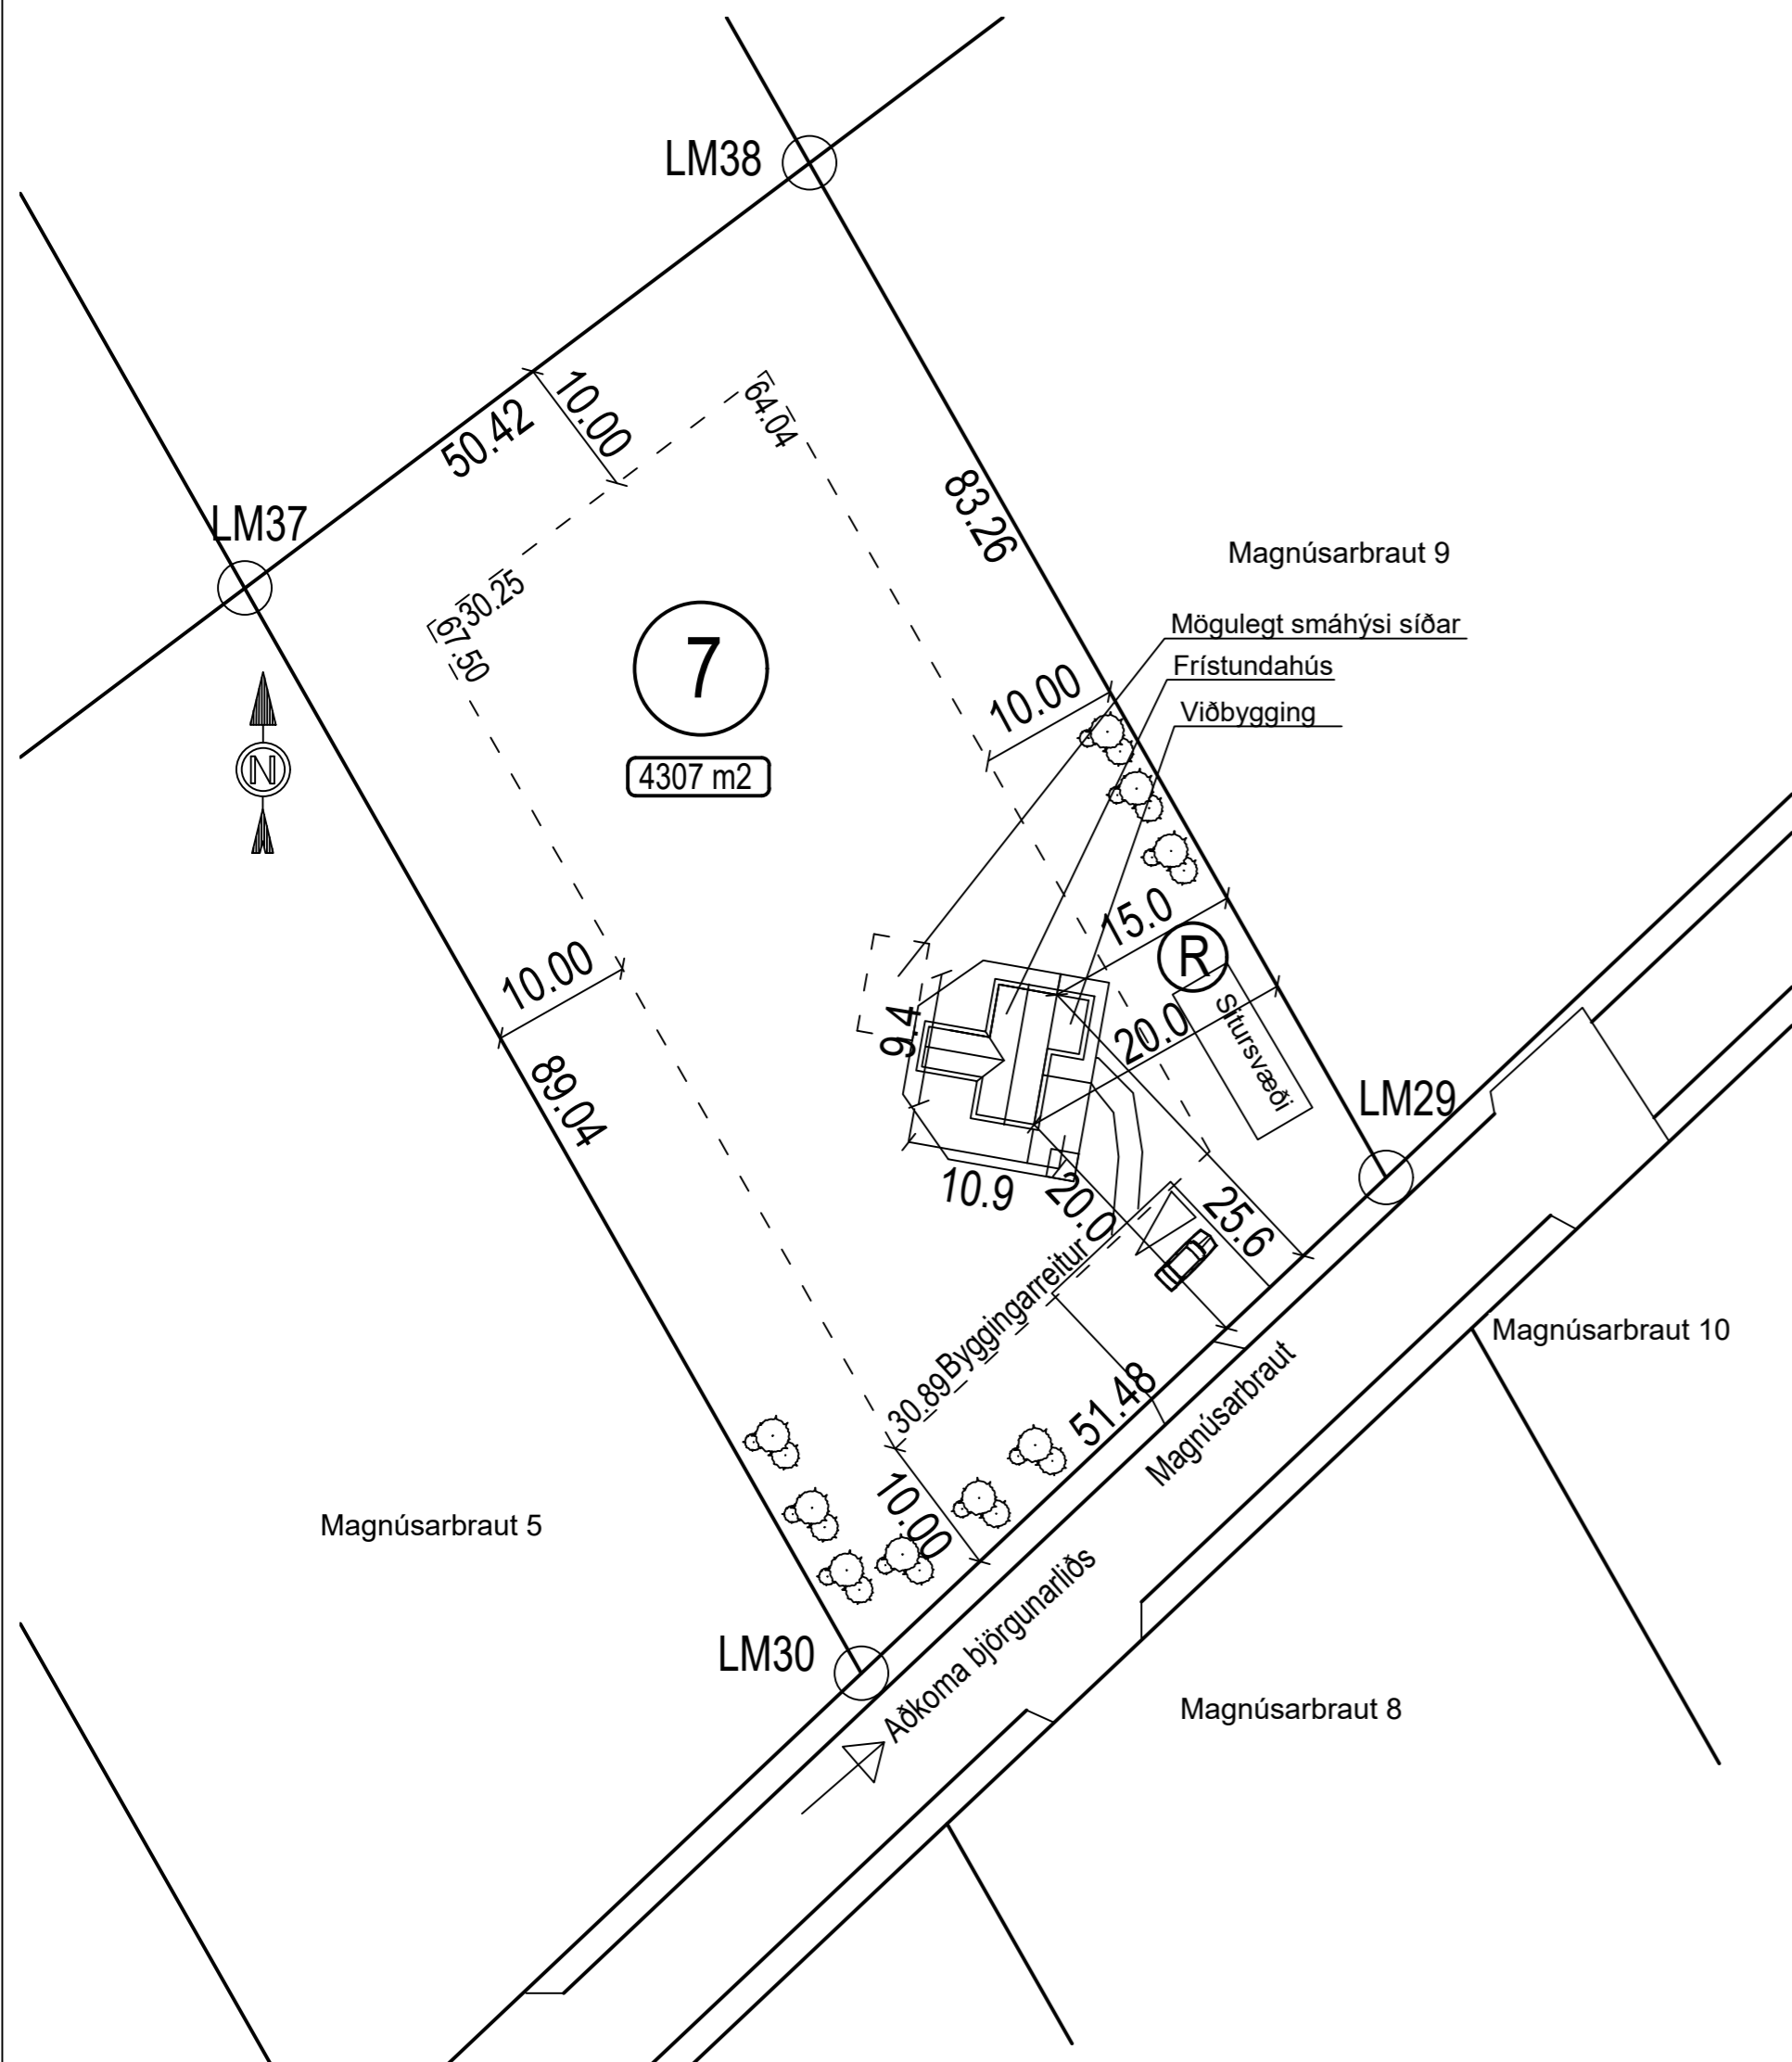 LM38
50.42
10.00
64.04
83.26
LM37
30.25
67.50
7
4307 m2
N
Magnúsarbraut 9
Mögulegt smáhýsi síðar
Frístundahús
Viðbygging
10.00
15.0
R
10.00
9.4
20.0
Sitursvæði
89.04
LM29
10.9
20.0
25.6
Byggingarreitur
30.89
51.48
Magnúsarbraut
Magnúsarbraut 10
10.00
Magnúsarbraut 5
LM30
Aðkoma björgunarliðs
Magnúsarbraut 8